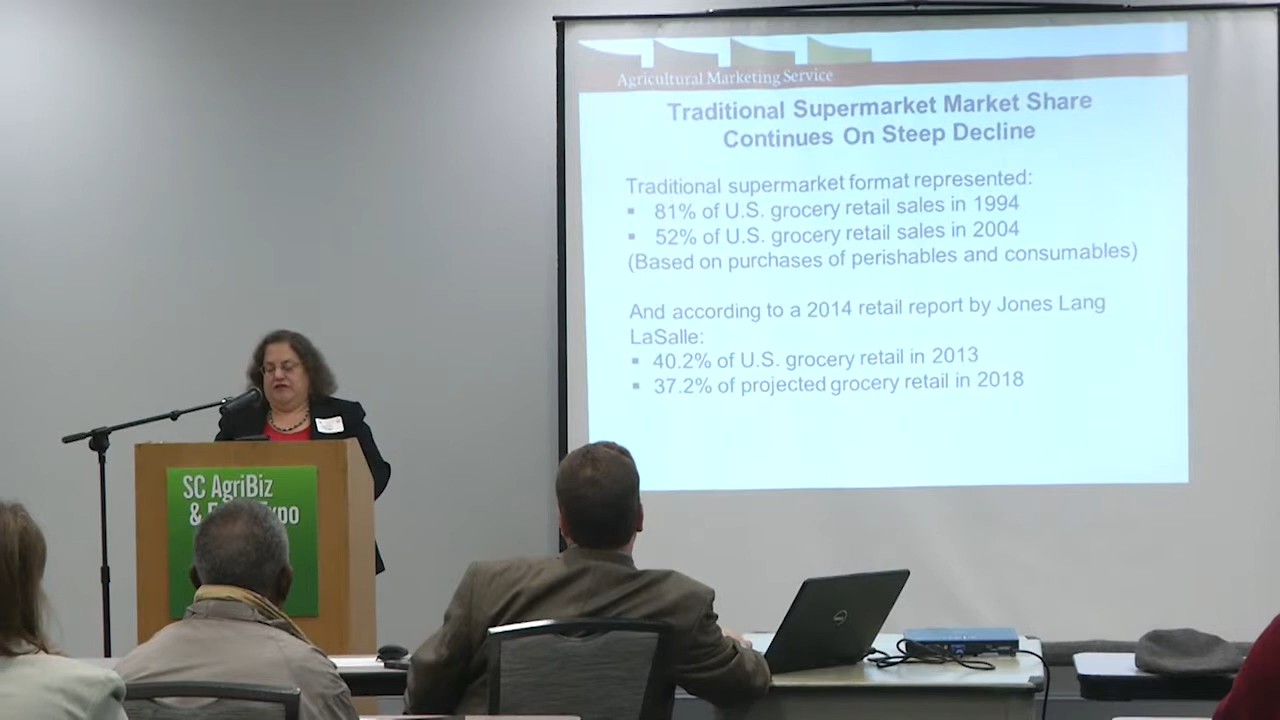 Agricultural Marketing Service
Traditional Supermarket Market Share
Continues On Steep Decline
Traditional supermarket format represented:
▪ 81% of U.S. grocery retail sales in 1994
▪ 52% of U.S. grocery retail sales in 2004
(Based on purchases of perishables and consumables)
And according to a 2014 retail report by Jones Lang
LaSalle:
▪ 40.2% of U.S. grocery retail in 2013
▪ 37.2% of projected grocery retail in 2018
SC AgriBiz
&
DELL